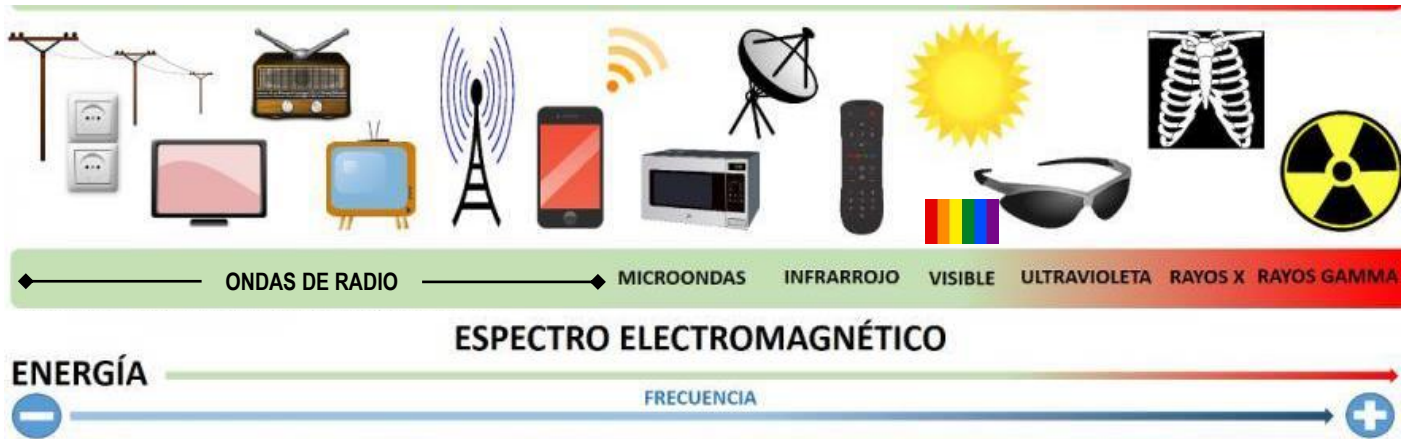 ONDAS DE RADIO MICROONDAS INFRARROJO VISIBLE ULTRAVIOLETA RAYOS X RAYOS GAMMA
ESPECTRO ELECTROMAGNÉTICO
ENERGÍA
FRECUENCIA